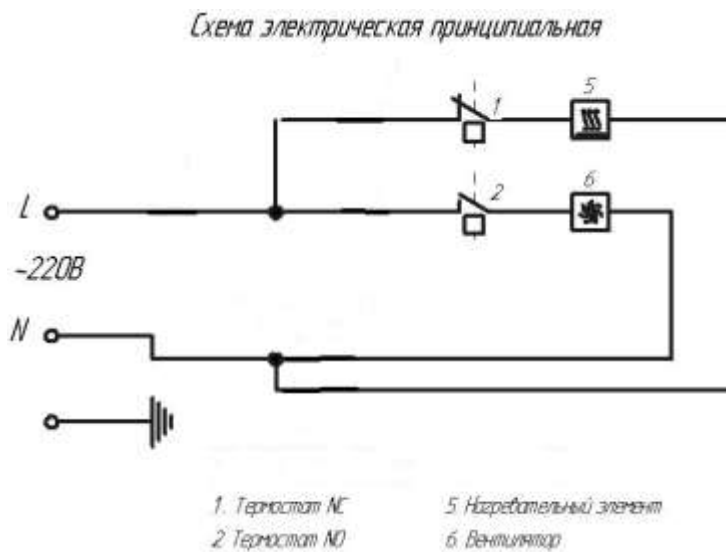 Схема электрическая принципиальная
5
1
L
2
6
~220В
N
1. Термостат NC
5 Нагревательный элемент
2 Термостат NO
6 Вентилятор